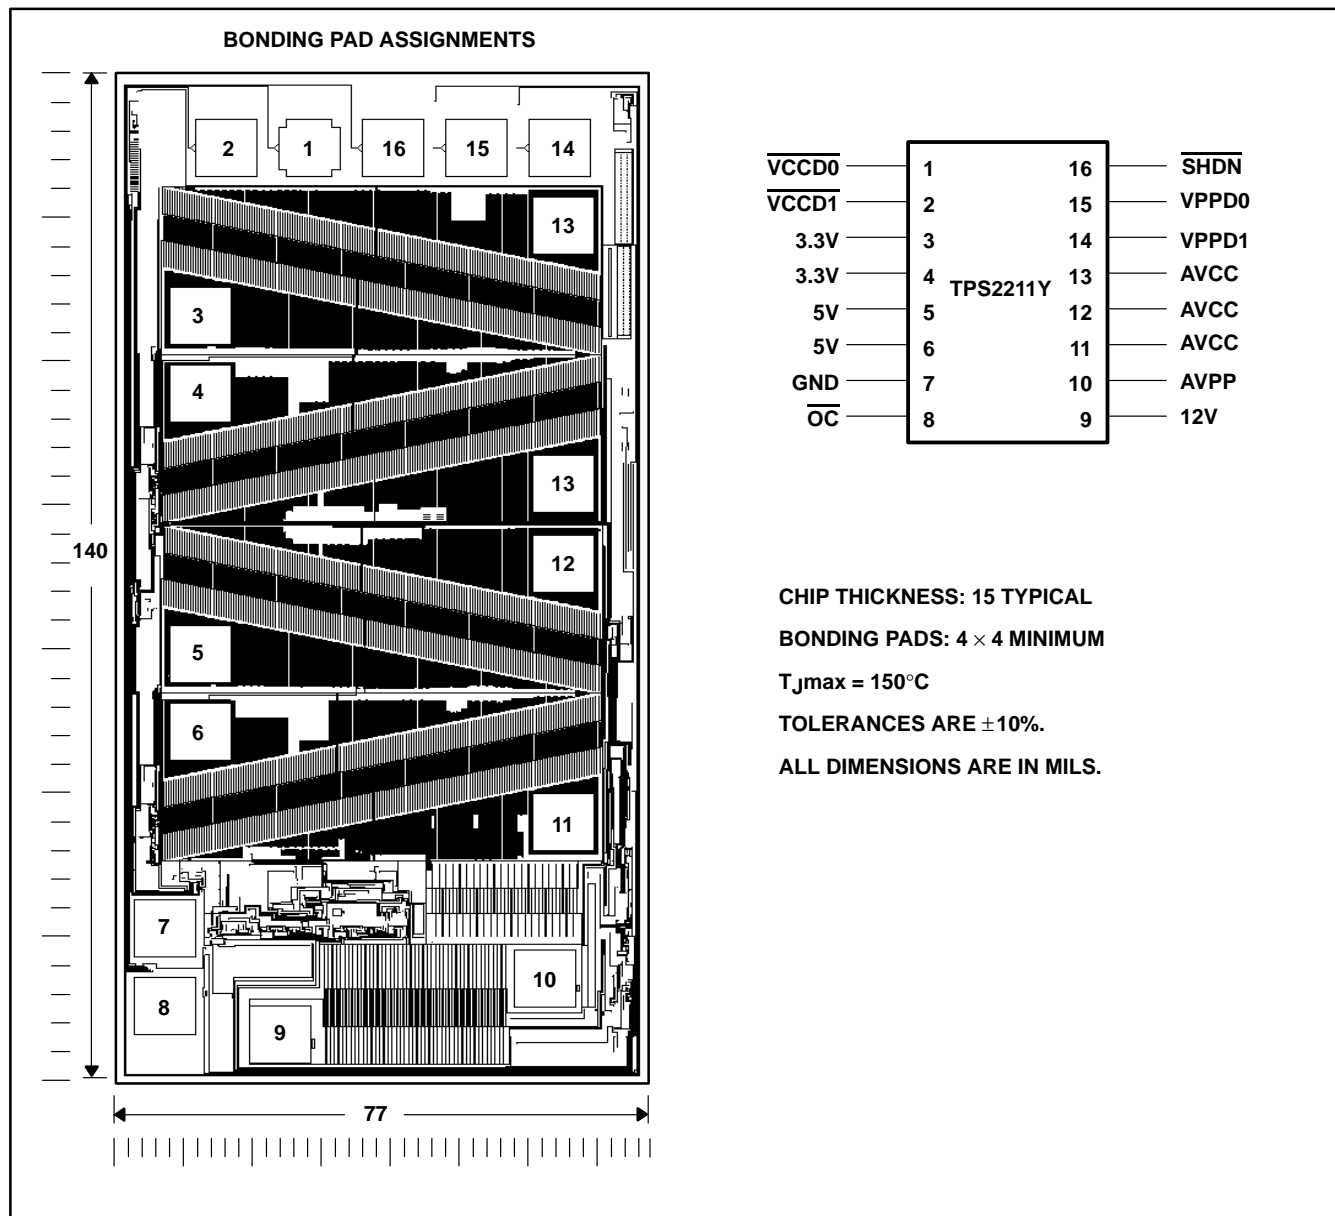 BONDING PAD ASSIGNMENTS
2 1 16 15 14
13
3
4
13
12
5
6
11
7
10
8
9
140
77
VCCD0 1 16 SHDN
VCCD1 2 15 VPPD0
3.3V 3 14 VPPD1
3.3V 4 13 AVCC
TPS2211Y
5V 5 12 AVCC
5V 6 11 AVCC
GND 7 10 AVPP
OC 8 9 12V
CHIP THICKNESS: 15 TYPICAL
BONDING PADS: 4 × 4 MINIMUM
TJmax = 150°C
TOLERANCES ARE ±10%.
ALL DIMENSIONS ARE IN MILS.